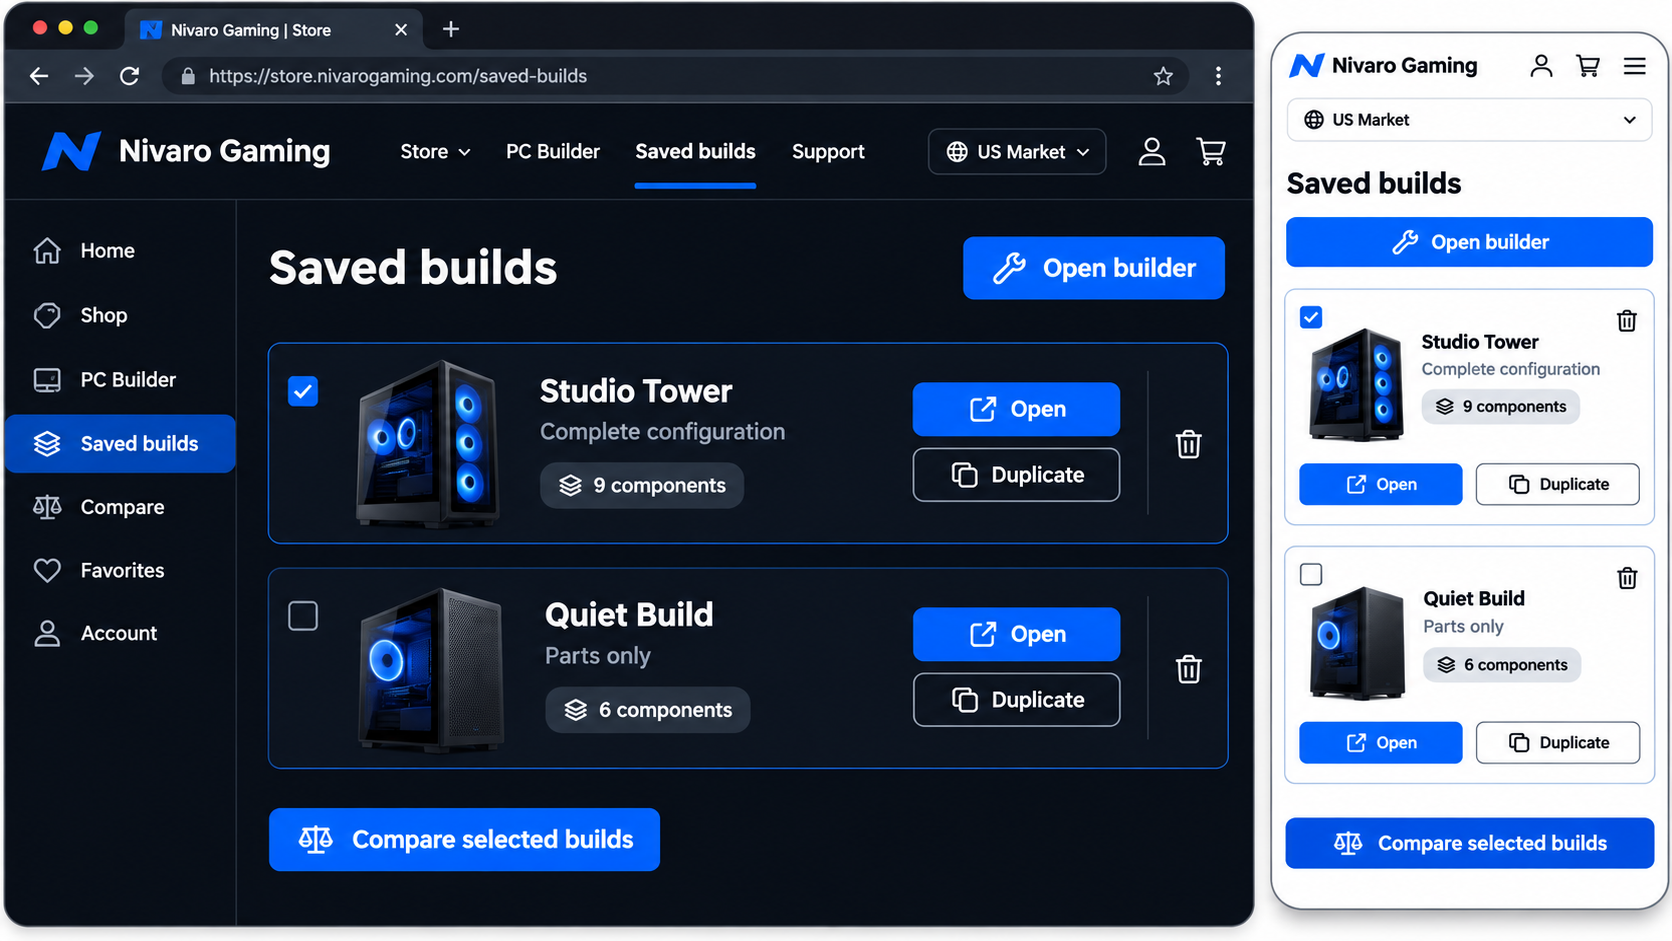 Nivaro Gaming | Store
https://store.nivarogaming.com/saved-builds
Nivaro Gaming
Store
PC Builder
Saved builds
Support
US Market
Home
Shop
PC Builder
Saved builds
Compare
Favorites
Account
Saved builds
Open builder
Studio Tower
Complete configuration
9 components
Open
Duplicate
Quiet Build
Parts only
6 components
Open
Duplicate
Compare selected builds
Nivaro Gaming
US Market
Saved builds
Open builder
Studio Tower
Complete configuration
9 components
Open
Duplicate
Quiet Build
Parts only
6 components
Open
Duplicate
Compare selected builds